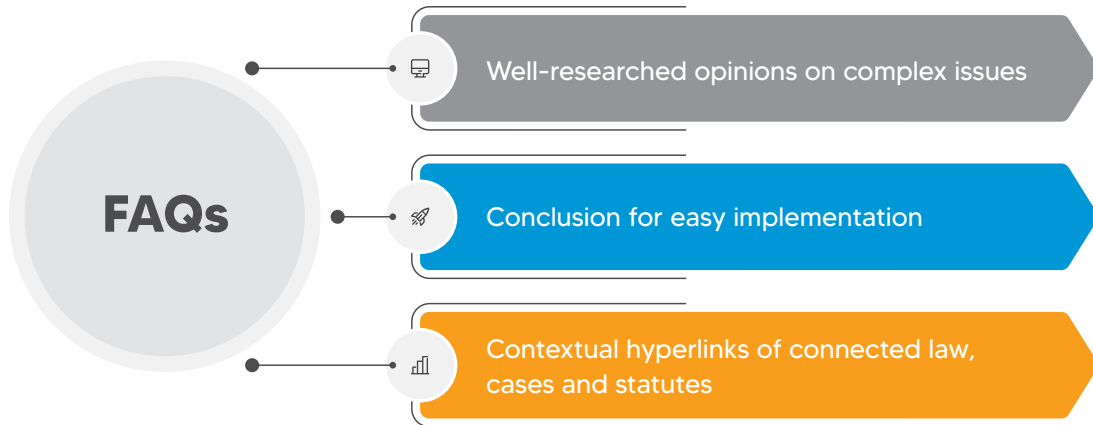 FAQs
Well-researched opinions on complex issues
Conclusion for easy implementation
Contextual hyperlinks of connected law,
cases and statutes